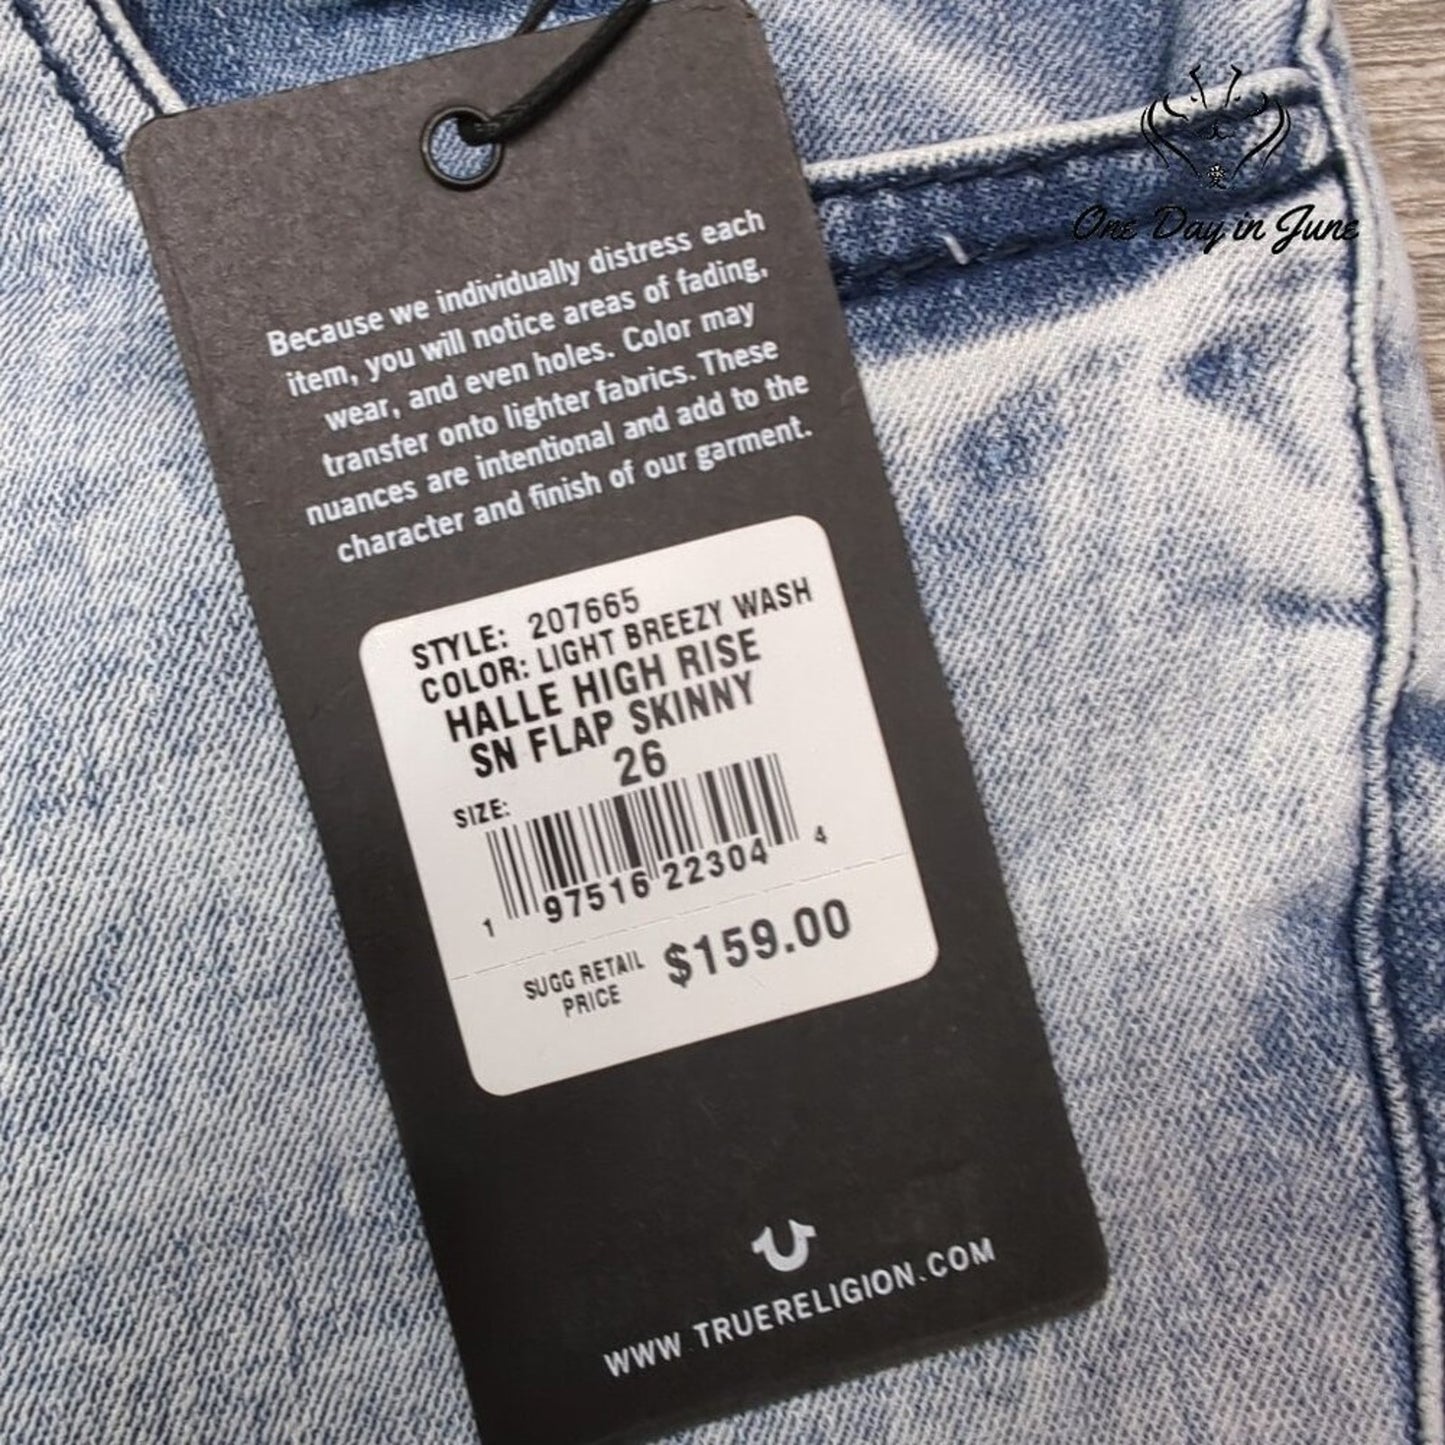 愛
One Day in June
Because we individually distress each
item, you will notice areas of fading,
wear, and even holes. Color may
transfer onto lighter fabrics. These
nuances are intentional and add to the
character and finish of our garment.
STYLE: 207665
COLOR: LIGHT BREEZY WASH
HALLE HIGH RISE
SN FLAP SKINNY
SIZE: 26
1 97516 22304 4
SUGG RETAIL
PRICE $159.00
WWW.TRUERELIGION.COM